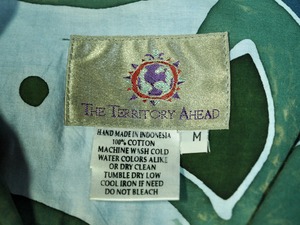 THE TERRITORY AHEAD
HAND MADE IN INDONESIA
100% COTTON
MACHINE WASH COLD
WATER COLORS ALIKE
OR DRY CLEAN
TUMBLE DRY LOW
COOL IRON IF NEED
DO NOT BLEACH
M